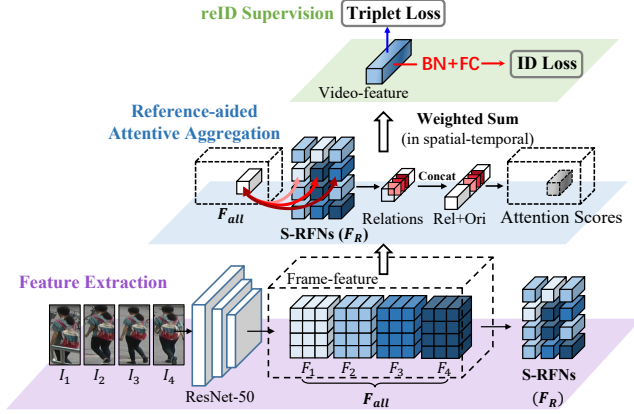 reID Supervision
Triplet Loss
BN+FC
ID Loss
Video-feature
Reference-aided
Attentive Aggregation
Weighted Sum
(in spatial-temporal)
Concat
F_all
S-RFNs (F_R)
Relations
Rel+Ori
Attention Scores
Feature Extraction
Frame-feature
I_1 I_2 I_3 I_4
ResNet-50
F_1 F_2 F_3 F_4
F_all
S-RFNs
(F_R)